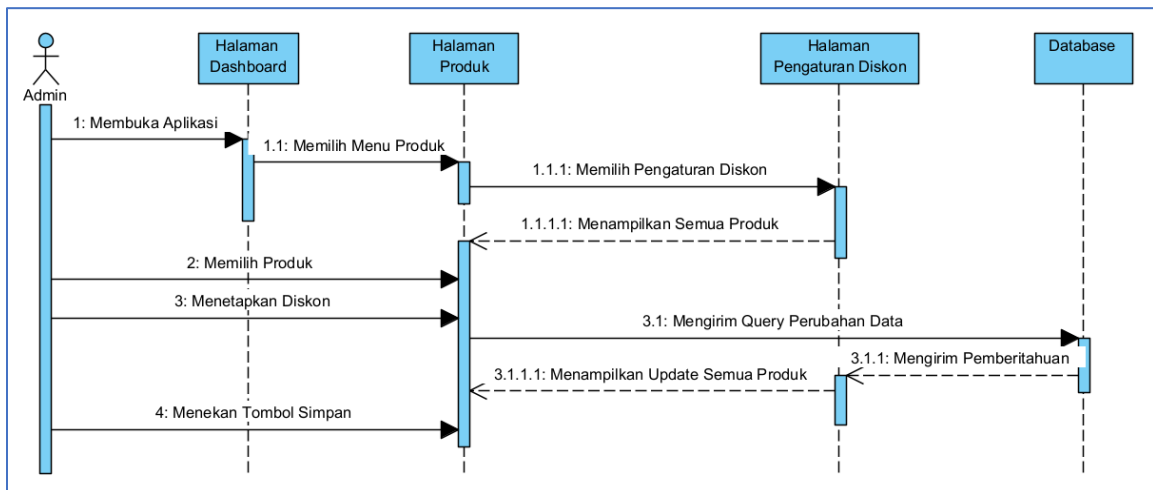 Halaman
Dashboard
Halaman
Produk
Halaman
Pengaturan Diskon
Database
Admin
1: Membuka Aplikasi
1.1: Memilih Menu Produk
1.1.1: Memilih Pengaturan Diskon
1.1.1.1: Menampilkan Semua Produk
2: Memilih Produk
3: Menetapkan Diskon
3.1: Mengirim Query Perubahan Data
3.1.1: Mengirim Pemberitahuan
3.1.1.1: Menampilkan Update Semua Produk
4: Menekan Tombol Simpan